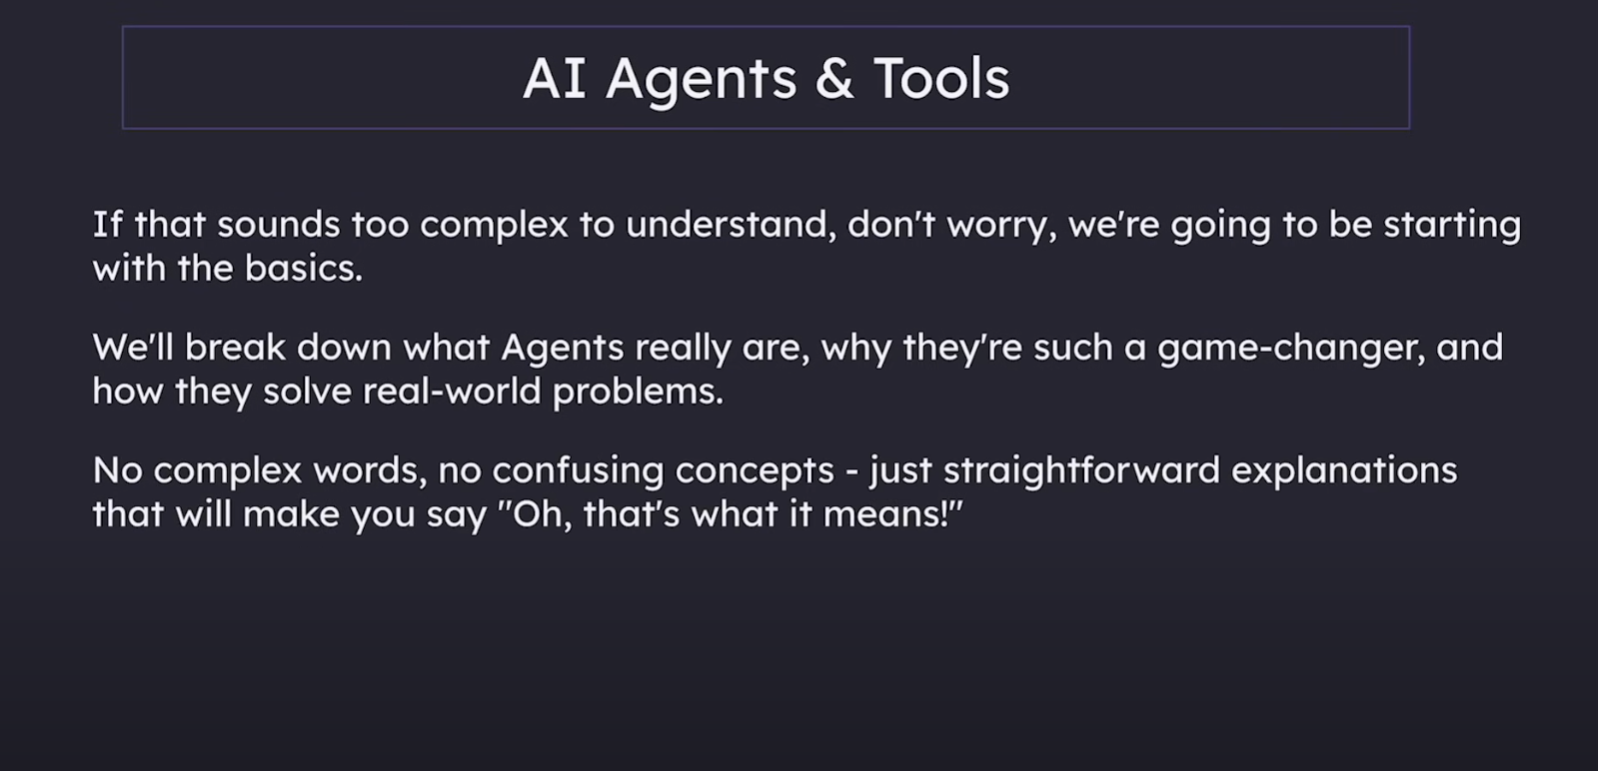 AI Agents & Tools
If that sounds too complex to understand, don't worry, we're going to be starting
with the basics.
We'll break down what Agents really are, why they're such a game-changer, and
how they solve real-world problems.
No complex words, no confusing concepts - just straightforward explanations
that will make you say "Oh, that's what it means!"